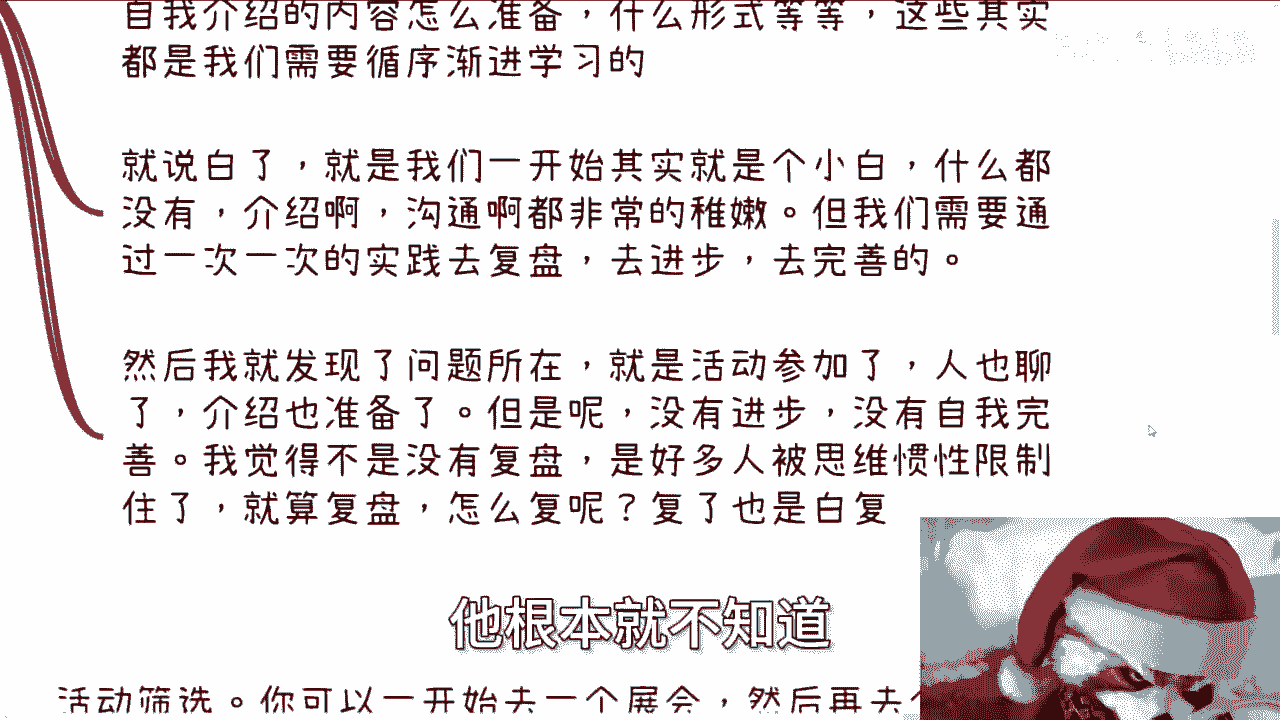 自我介绍的内容怎么准备，什么形式等等，这些其实
都是我们需要循序渐进学习的
就说白了，就是我们一开始其实就是个小白，什么都
没有，介绍啊，沟通啊都非常的稚嫩。但我们需要通
过一次一次的实践去复盘，去进步，去完善的。
然后我就发现了问题所在，就是活动参加了，人也聊
了，介绍也准备了。但是呢，没有进步，没有自我完
善。我觉得不是没有复盘，是好多人被思维惯性限制
住了，就算复盘，怎么复呢？复了也是白复
他根本就不知道
活动筛选。你可以一开始去一个展会，然后再去